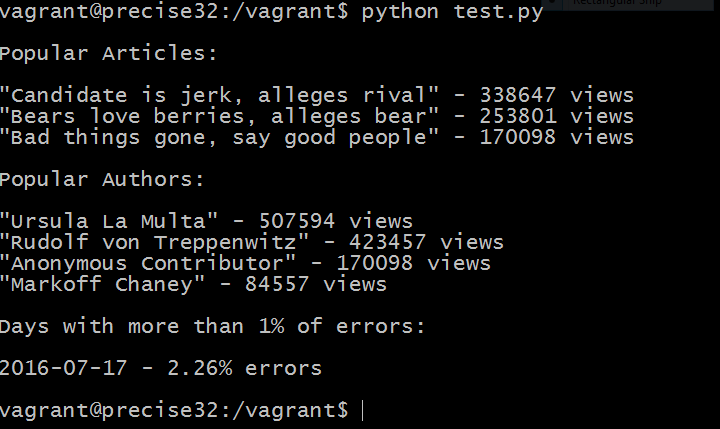 Rectangular Snip
vagrant@precise32:/vagrant$ python test.py
Popular Articles:
"Candidate is jerk, alleges rival" - 338647 views
"Bears love berries, alleges bear" - 253801 views
"Bad things gone, say good people" - 170098 views
Popular Authors:
"Ursula La Multa" - 507594 views
"Rudolf von Treppenwitz" - 423457 views
"Anonymous Contributor" - 170098 views
"Markoff Chaney" - 84557 views
Days with more than 1% of errors:
2016-07-17 - 2.26% errors
vagrant@precise32:/vagrant$